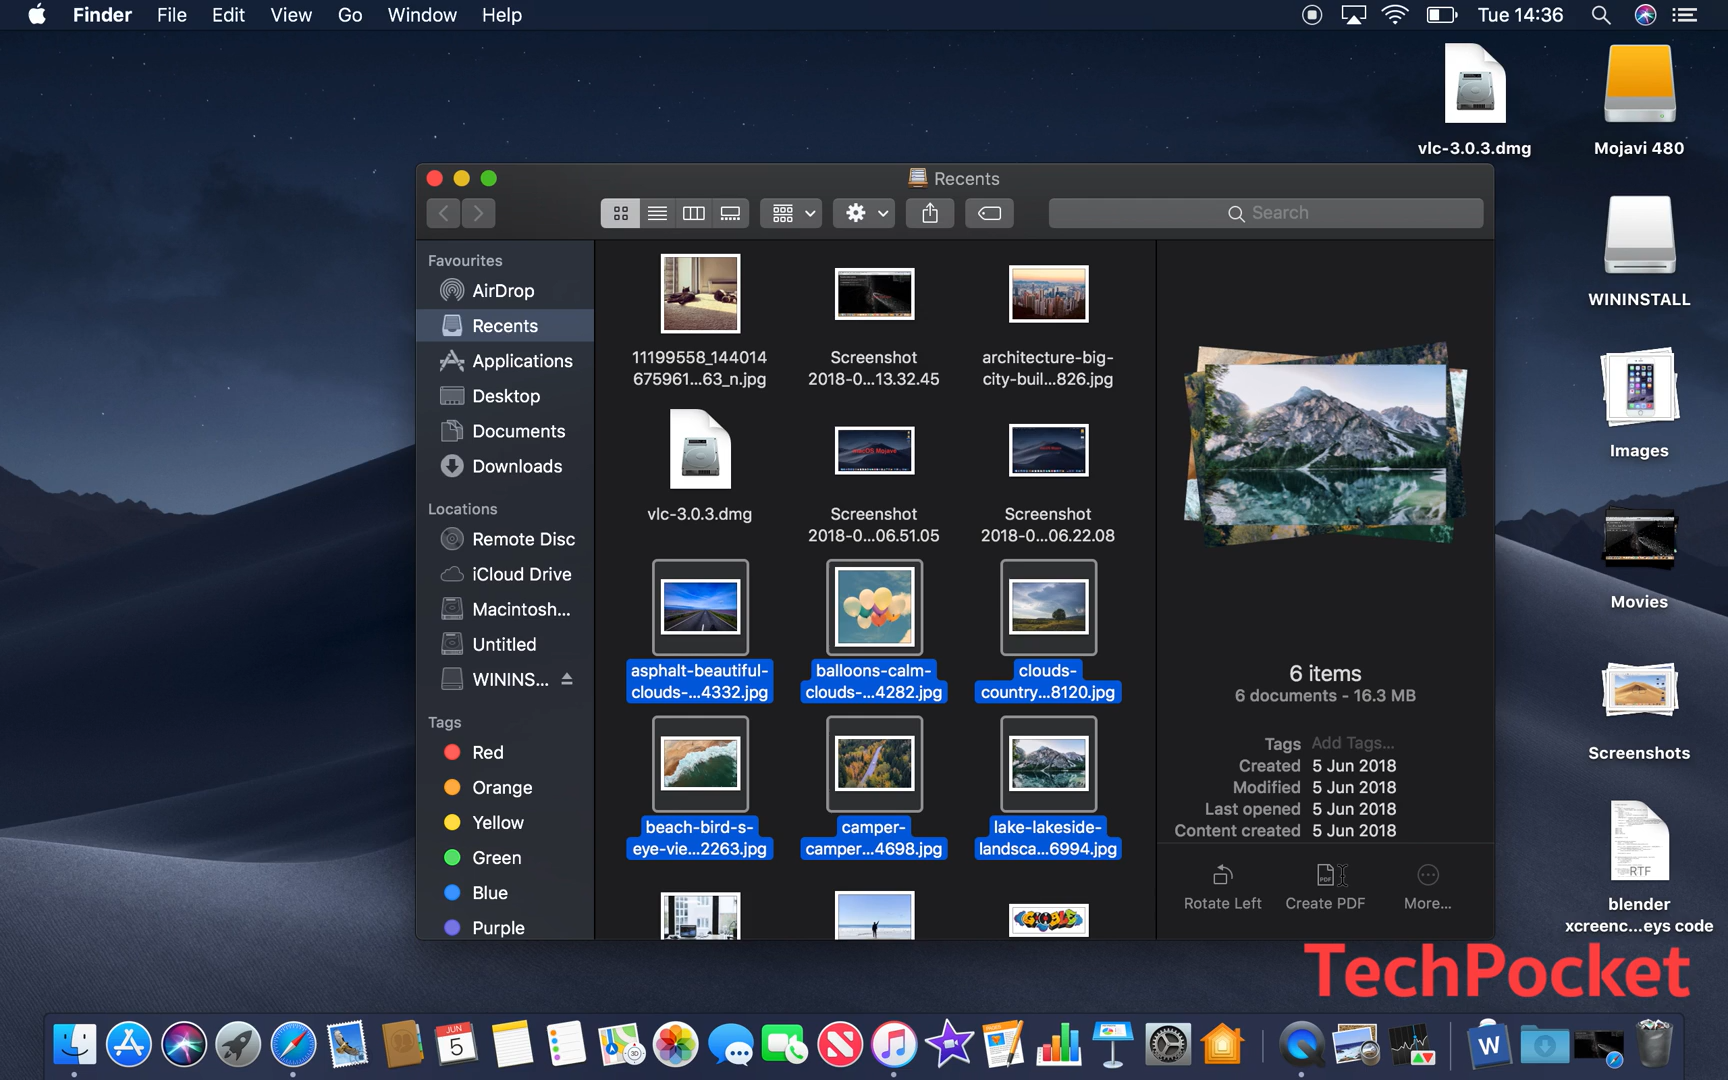 Finder File Edit View Go Window Help
Tue 14:36
vlc-3.0.3.dmg
Mojavi 480
WININSTALL
Images
Movies
Screenshots
RTF
blender
xcreenc...eys code
Recents
Search
Favourites
AirDrop
Recents
Applications
Desktop
Documents
Downloads
Locations
Remote Disc
iCloud Drive
Macintosh...
Untitled
WININS...
Tags
Red
Orange
Yellow
Green
Blue
Purple
11199558_144014
675961...63_n.jpg
Screenshot
2018-0...13.32.45
architecture-big-
city-buil...826.jpg
vlc-3.0.3.dmg
macOS Mojave
Screenshot
2018-0...06.51.05
Screenshot
2018-0...06.22.08
asphalt-beautiful-
clouds-...4332.jpg
balloons-calm-
clouds-...4282.jpg
clouds-
country...8120.jpg
beach-bird-s-
eye-vie...2263.jpg
camper-
camper...4698.jpg
lake-lakeside-
landsca...6994.jpg
6 items
6 documents - 16.3 MB
Tags Add Tags...
Created 5 Jun 2018
Modified 5 Jun 2018
Last opened 5 Jun 2018
Content created 5 Jun 2018
PDF
Rotate Left
Create PDF
More...
TechPocket
JUN
5
3D
W